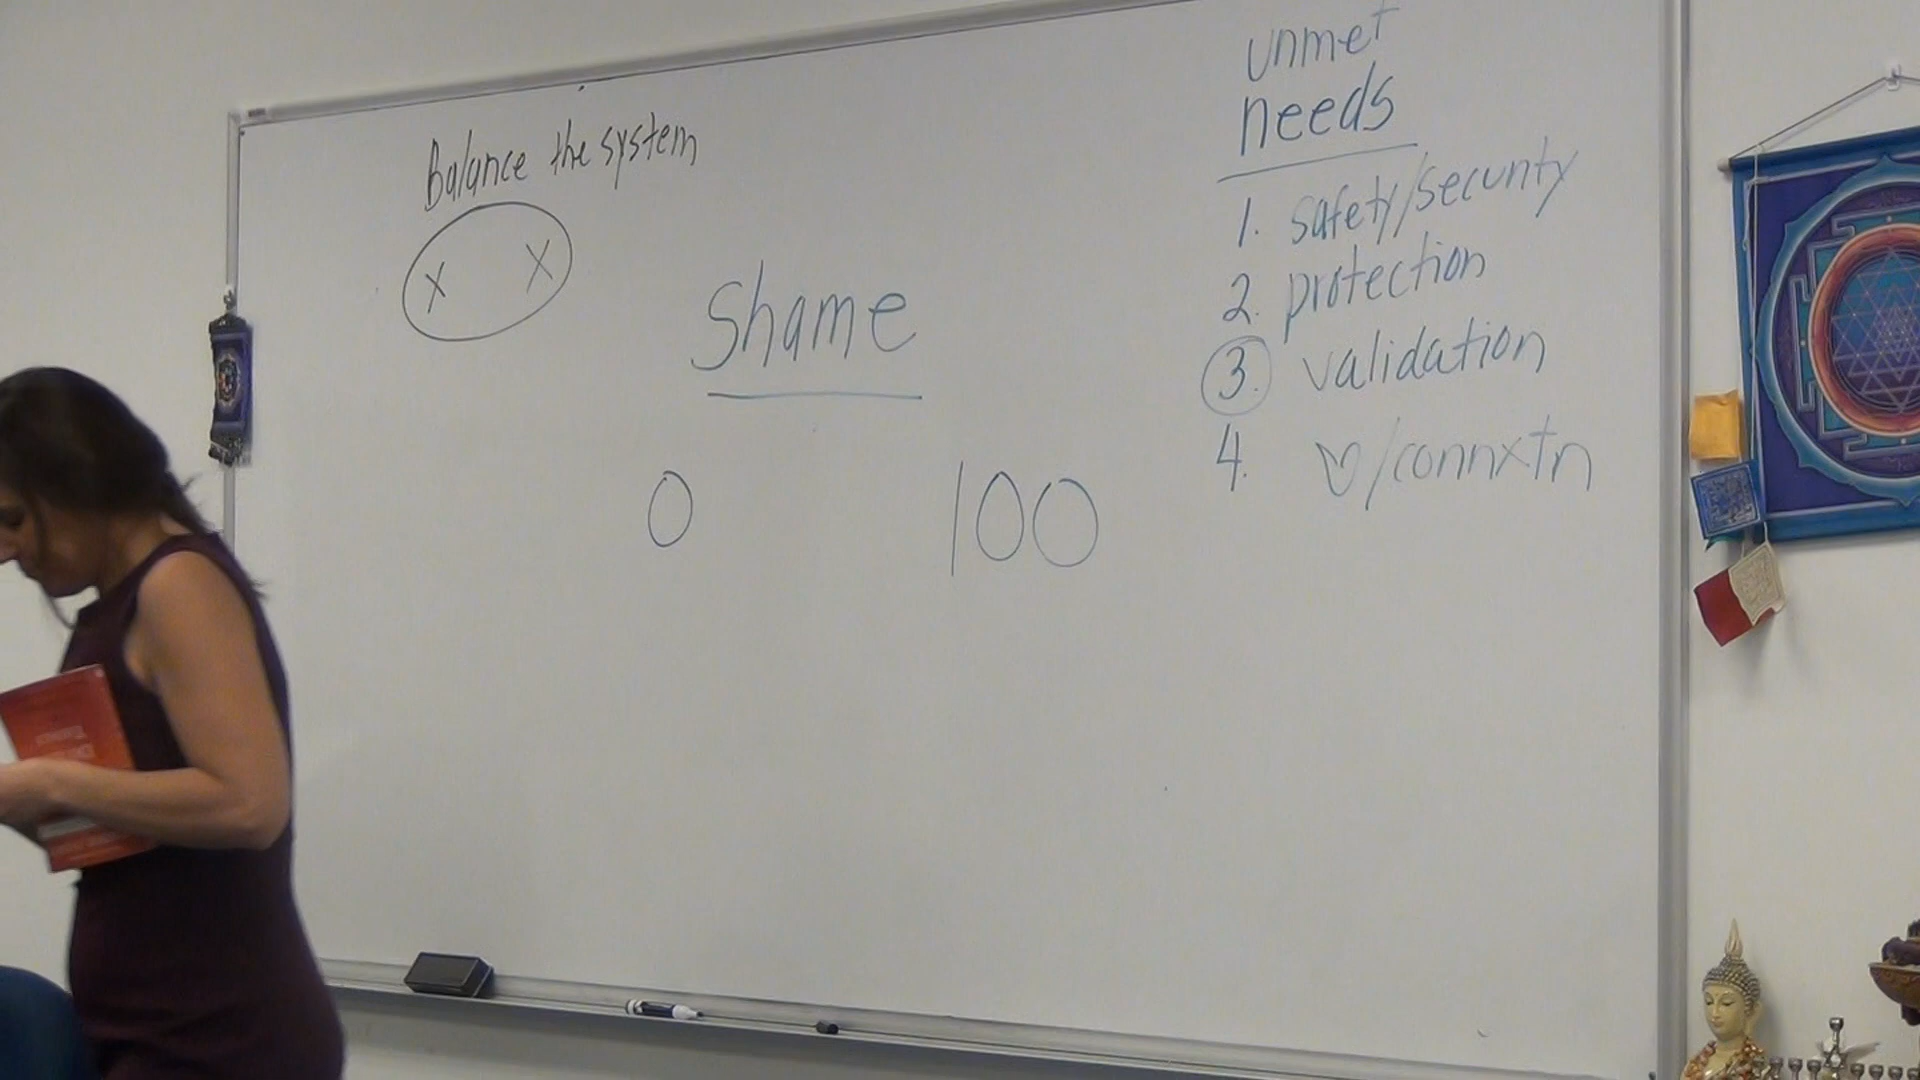 Balance the system
X X
Shame
0 100
unmet
needs
1. safety/security
2. protection
3. validation
4. ♡/connxtn